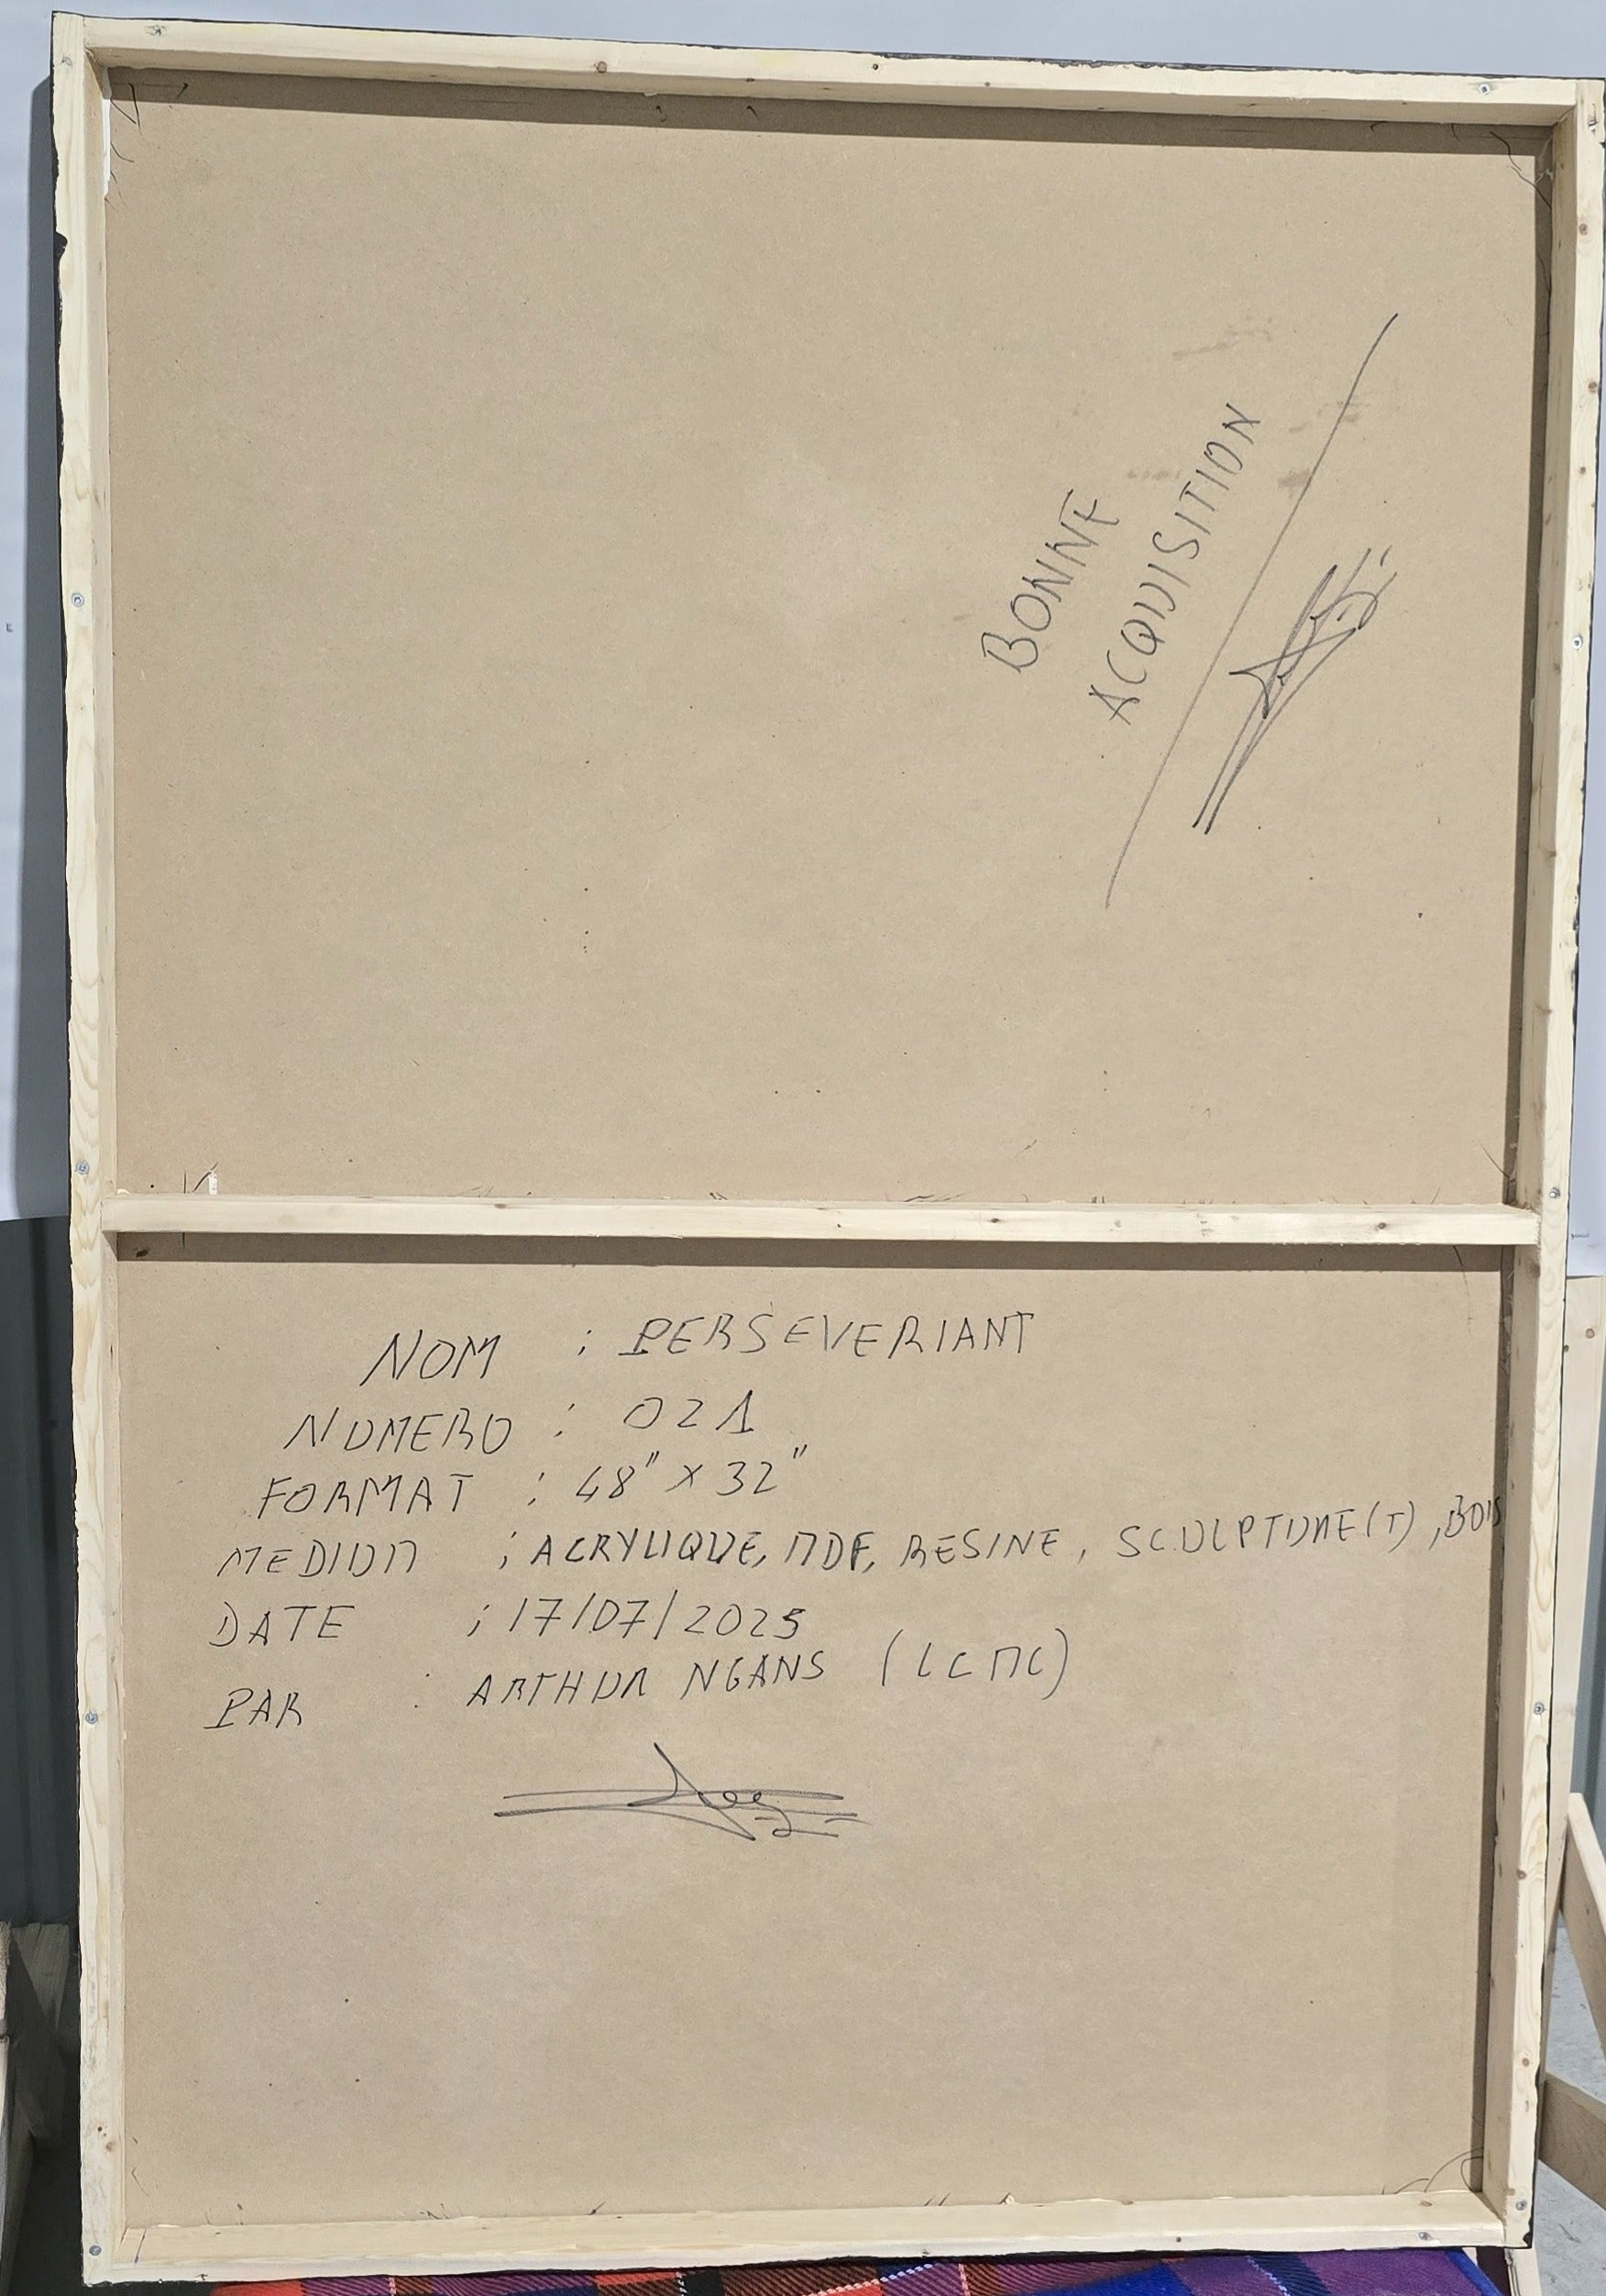 BONNE
ACQUISITION
NOM : PERSEVERIANT
NUMERO : 021
FORMAT : 48" x 32"
MEDIUM : ACRYLIQUE, MDF, RESINE, SCULPTURE(T), BOIS
DATE : 17/07/2025
PAR : ARTHUR NGANS (LCMC)